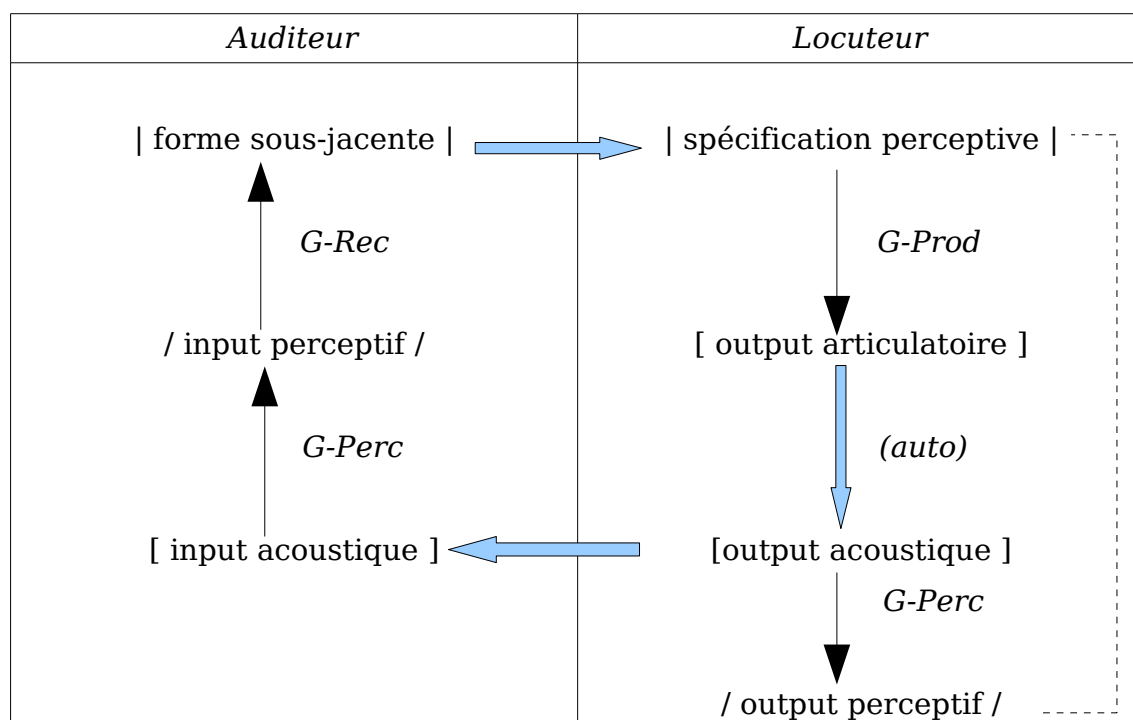 Auditeur
Locuteur
| forme sous-jacente |
| spécification perceptive |
G-Rec
G-Prod
/ input perceptif /
[ output articulatoire ]
G-Perc
(auto)
[ input acoustique ]
[output acoustique ]
G-Perc
/ output perceptif /